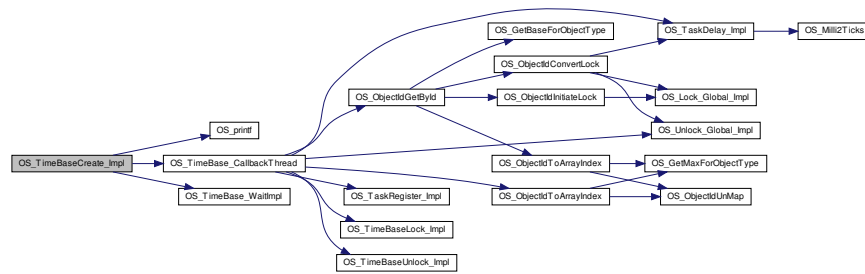 OS_GetBaseForObjectType
OS_TaskDelay_Impl
OS_Milli2Ticks
OS_ObjectIdConvertLock
OS_ObjectIdGetById
OS_ObjectIdInitiateLock
OS_Lock_Global_Impl
OS_printf
OS_Unlock_Global_Impl
OS_TimeBaseCreate_Impl
OS_TimeBase_CallbackThread
OS_ObjectIdToArrayIndex
OS_GetMaxForObjectType
OS_TimeBase_WaitImpl
OS_TaskRegister_Impl
OS_ObjectIdToArrayIndex
OS_ObjectIdUnMap
OS_TimeBaseLock_Impl
OS_TimeBaseUnlock_Impl